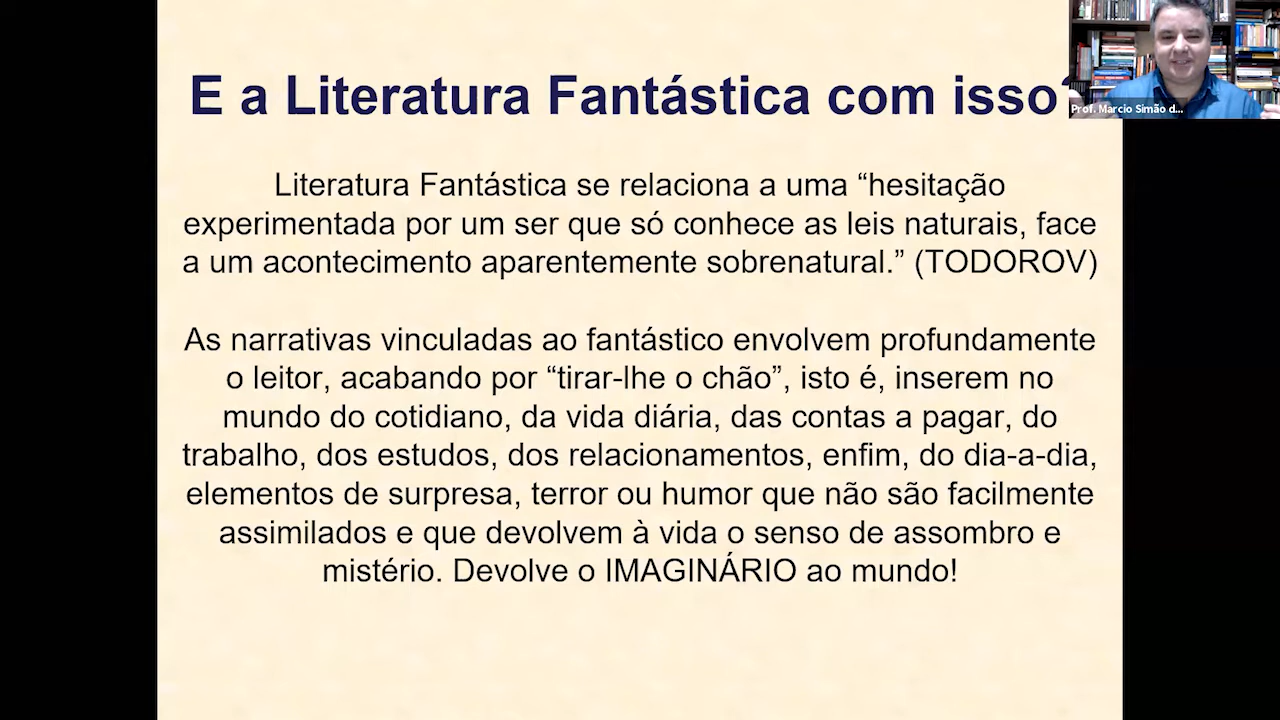 E a Literatura Fantástica com isso?
Prof. Marcio Simão d...
Literatura Fantástica se relaciona a uma “hesitação
experimentada por um ser que só conhece as leis naturais, face
a um acontecimento aparentemente sobrenatural.” (TODOROV)
As narrativas vinculadas ao fantástico envolvem profundamente
o leitor, acabando por “tirar-lhe o chão”, isto é, inserem no
mundo do cotidiano, da vida diária, das contas a pagar, do
trabalho, dos estudos, dos relacionamentos, enfim, do dia-a-dia,
elementos de surpresa, terror ou humor que não são facilmente
assimilados e que devolvem à vida o senso de assombro e
mistério. Devolve o IMAGINÁRIO ao mundo!